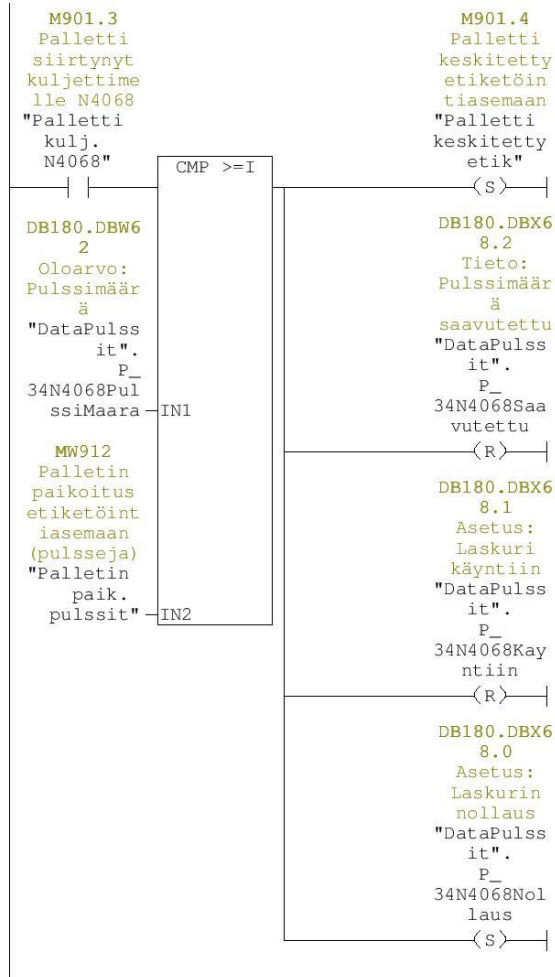 M901.3
Palletti
siirtynyt
kuljettime
lle N4068
"Palletti
kulj.
N4068"
CMP >=I
DB180.DBW6
2
Oloarvo:
Pulssimäär
ä
"DataPulss
it".
P_
34N4068Pul
ssiMaara
IN1
MW912
Palletin
paikoitus
etiketöint
iasemaan
(pulsseja)
"Palletin
paik.
pulssit"
IN2
M901.4
Palletti
keskitetty
etiketöin
tiasemaan
"Palletti
keskitetty
etik"
(S)
DB180.DBX6
8.2
Tieto:
Pulssimäär
ä
saavutettu
"DataPulss
it".
P_
34N4068Saa
vutettu
(R)
DB180.DBX6
8.1
Asetus:
Laskuri
käyntiin
"DataPulss
it".
P_
34N4068Kay
ntiin
(R)
DB180.DBX6
8.0
Asetus:
Laskurin
nollaus
"DataPulss
it".
P_
34N4068Nol
laus
(S)